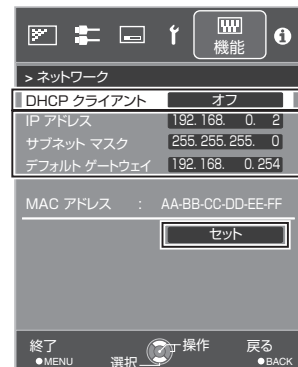 機能
> ネットワーク
DHCP クライアント オフ
IP アドレス 192. 168. 0. 2
サブネット マスク 255. 255. 255. 0
デフォルト ゲートウェイ 192. 168. 0. 254
MAC アドレス : AA-BB-CC-DD-EE-FF
セット
終了 選択 操作 戻る
●MENU ●BACK